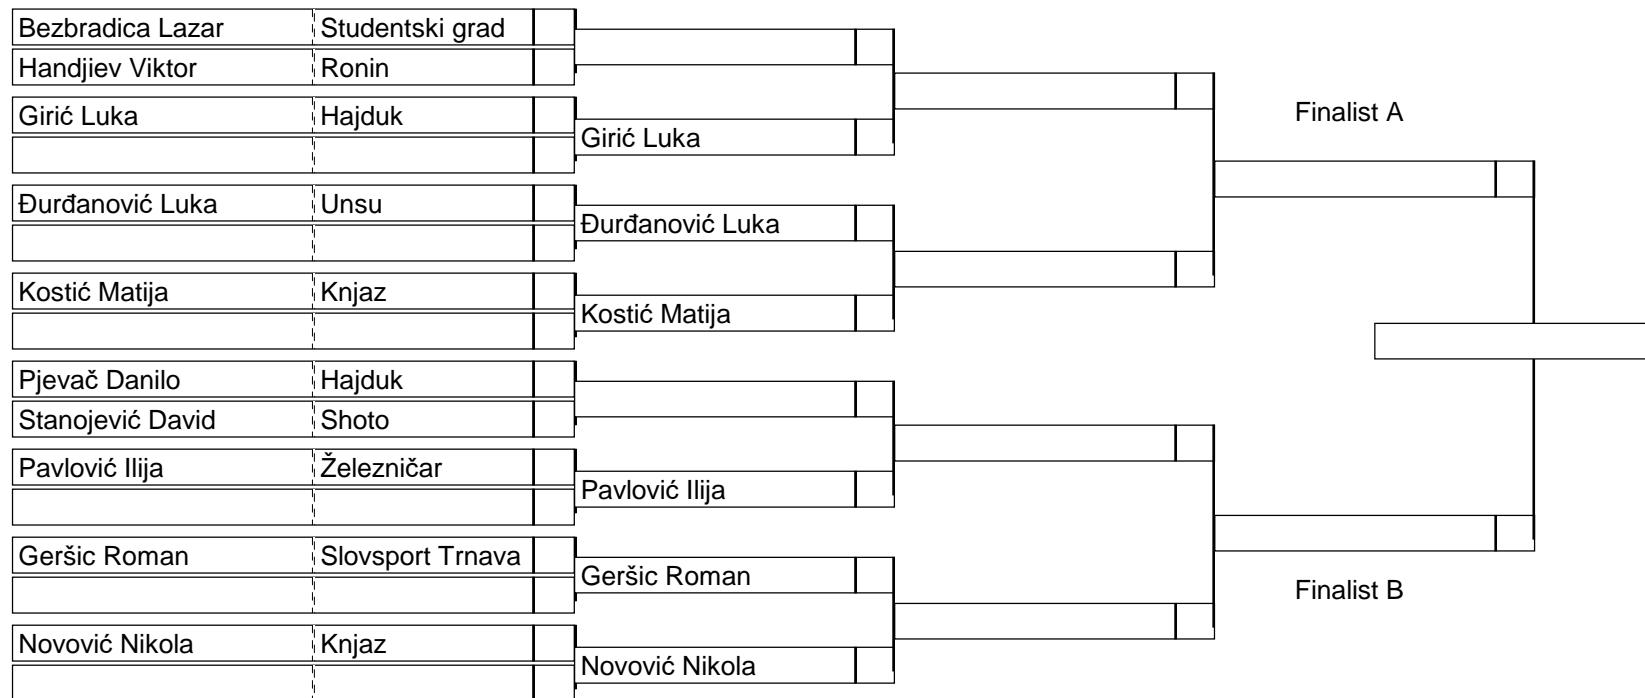 Bezbradica Lazar Studentski grad
Handjiev Viktor Ronin
Girić Luka Hajduk
Girić Luka
Đurđanović Luka Unsu
Đurđanović Luka
Kostić Matija Knjaz
Kostić Matija
Pjevač Danilo Hajduk
Stanojević David Shoto
Pavlović Ilija Železničar
Pavlović Ilija
Geršic Roman Slovsport Trnava
Geršic Roman
Novović Nikola Knjaz
Novović Nikola
Finalist A
Finalist B